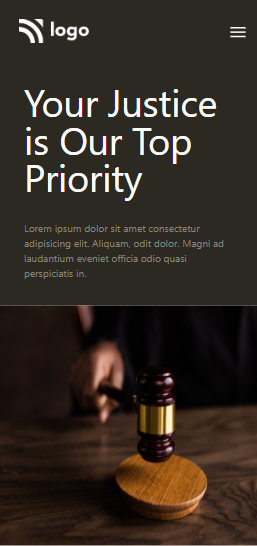 logo
Your Justice
is Our Top
Priority
Lorem ipsum dolor sit amet consectetur
adipisicing elit. Aliquam, odit dolor. Magni ad
laudantium eveniet officia odio quasi
perspiciatis in.